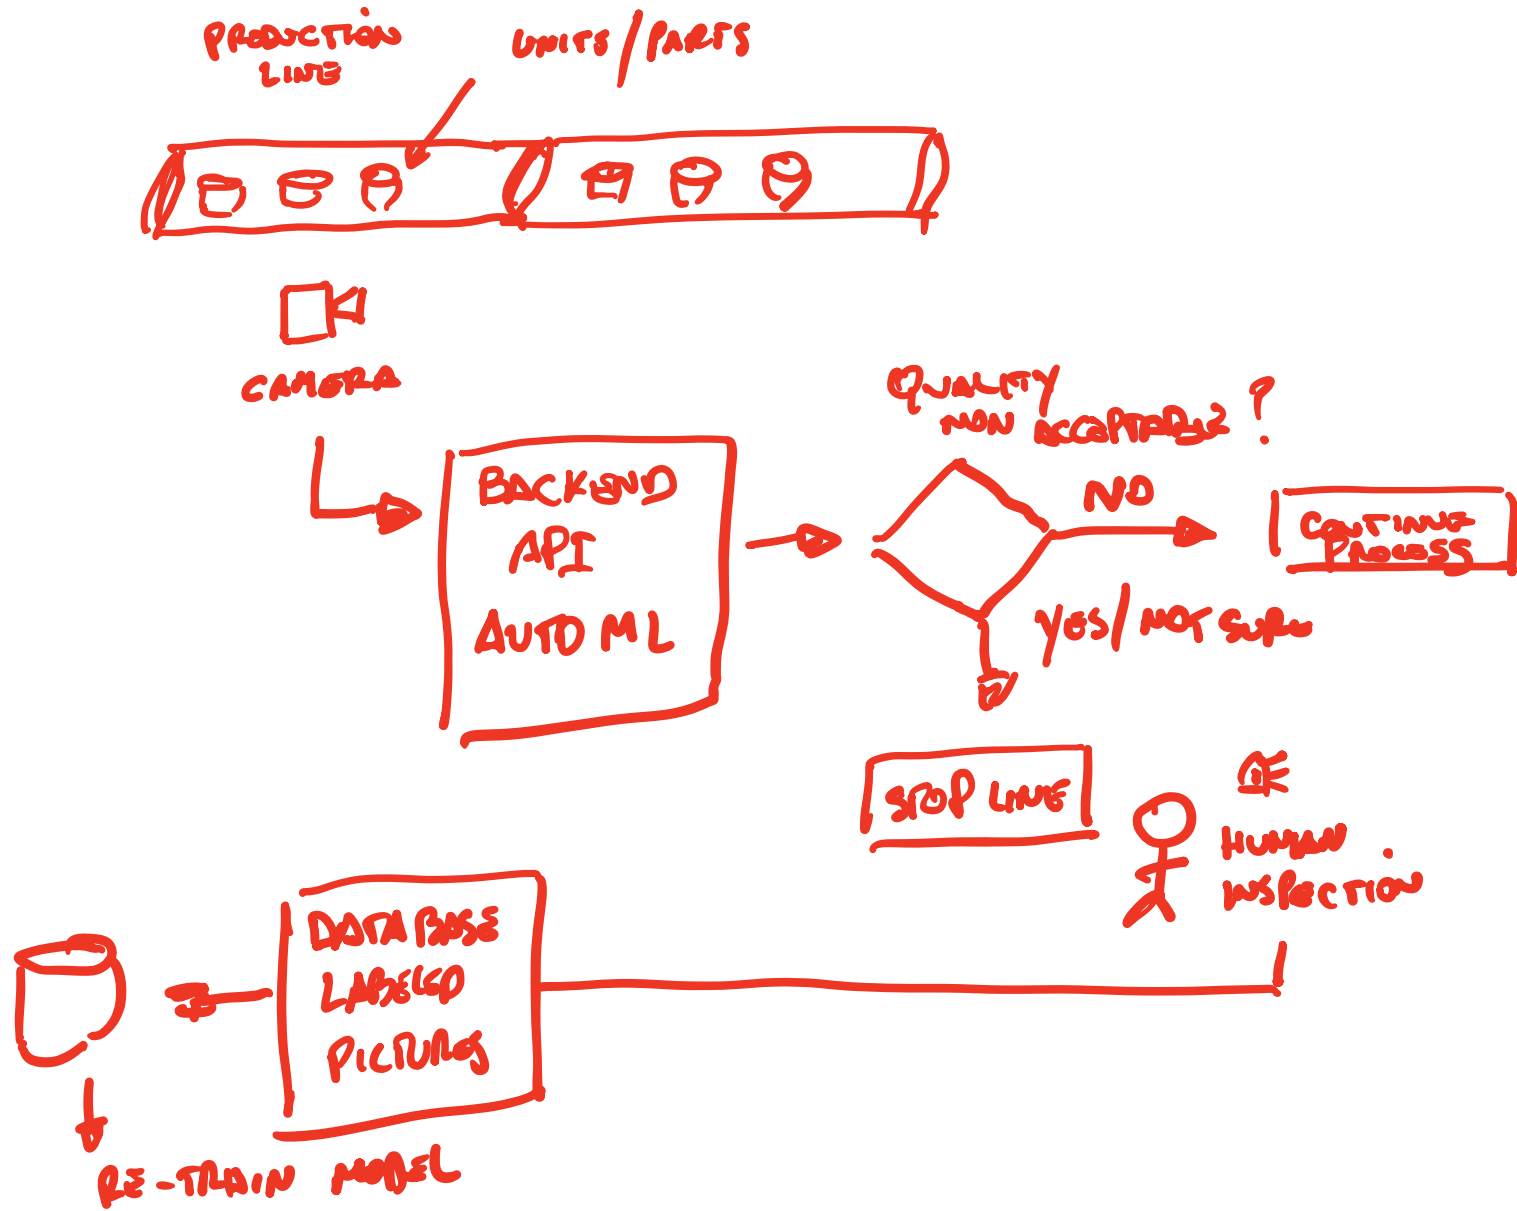 PRODUCTION
LINE
UNITS/PARTS
CAMERA
BACKEND
API
AUTO ML
QUALITY
NON ACCEPTABLE?
NO
CONTINUE
PROCESS
YES/NOT SURE
STOP LINE
HUMAN
INSPECTION
DATABASE
LABELED
PICTURES
RE-TRAIN MODEL